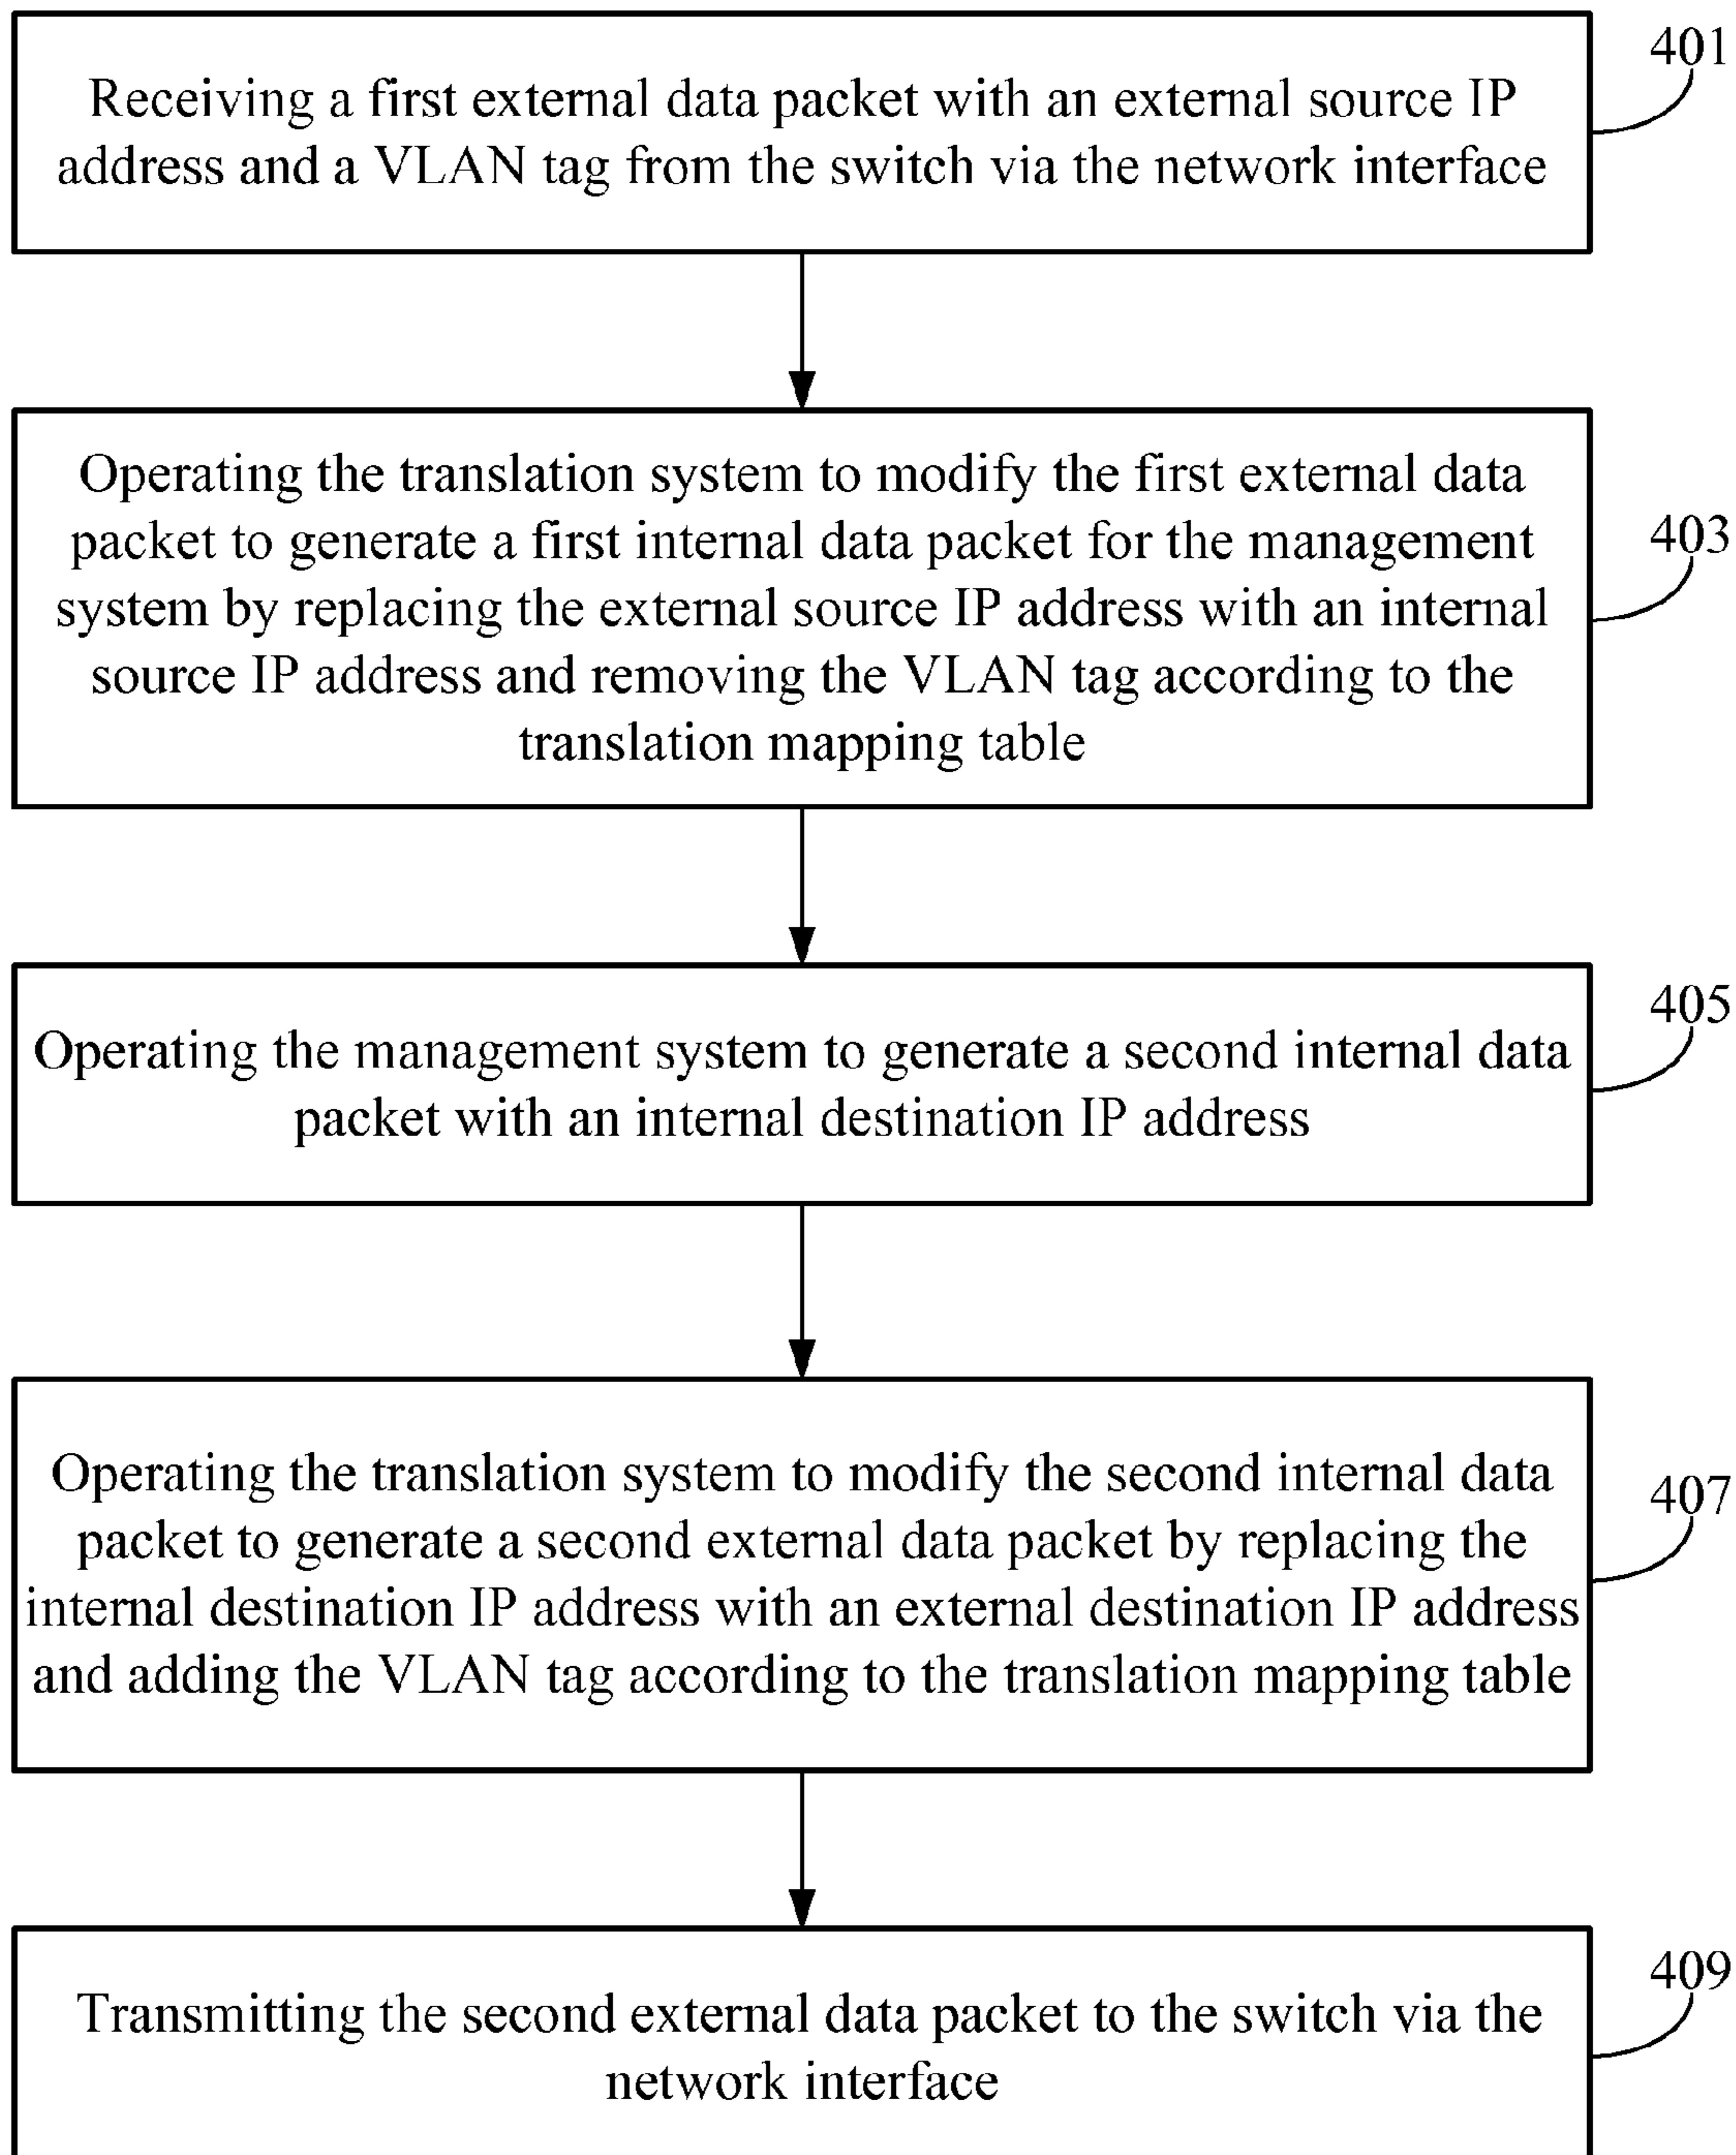 401
Receiving a first external data packet with an external source IP
address and a VLAN tag from the switch via the network interface
Operating the translation system to modify the first external data
packet to generate a first internal data packet for the management
system by replacing the external source IP address with an internal
source IP address and removing the VLAN tag according to the
translation mapping table
403
Operating the management system to generate a second internal data
packet with an internal destination IP address
405
Operating the translation system to modify the second internal data
packet to generate a second external data packet by replacing the
internal destination IP address with an external destination IP address
and adding the VLAN tag according to the translation mapping table
407
Transmitting the second external data packet to the switch via the
network interface
409